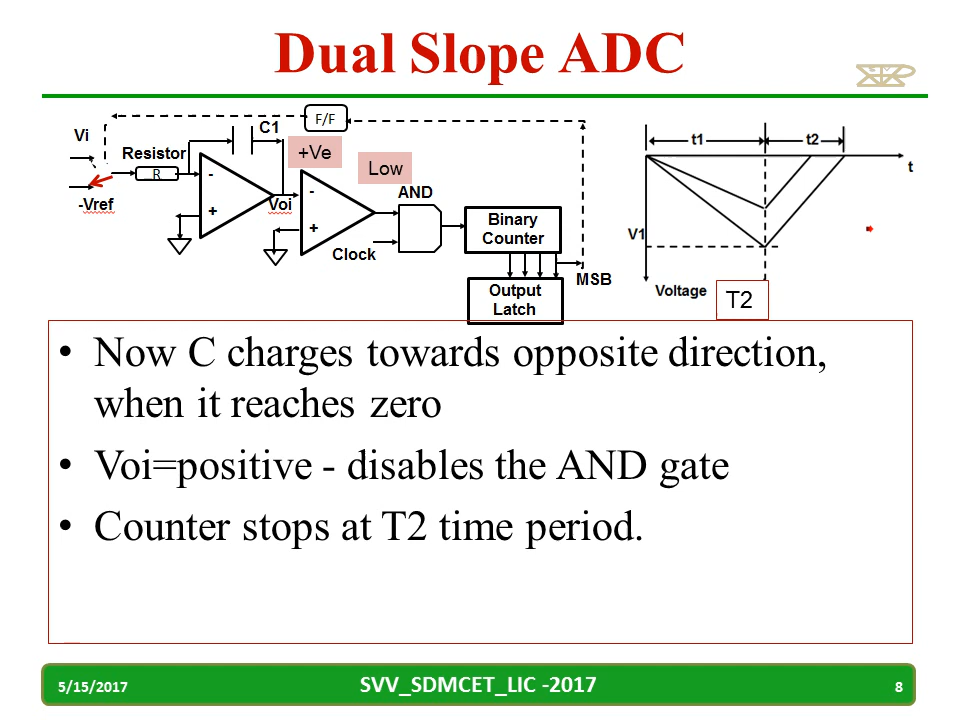 Dual Slope ADC
F/F
Vi
C1
+Ve
Resistor
R
Low
-
-
AND
-Vref
+
Voi
+
Clock
Binary
Counter
MSB
Output
Latch
t1
t2
t
V1
Voltage
T2
• Now C charges towards opposite direction,
when it reaches zero
• Voi=positive - disables the AND gate
• Counter stops at T2 time period.
5/15/2017
SVV_SDMCET_LIC -2017
8